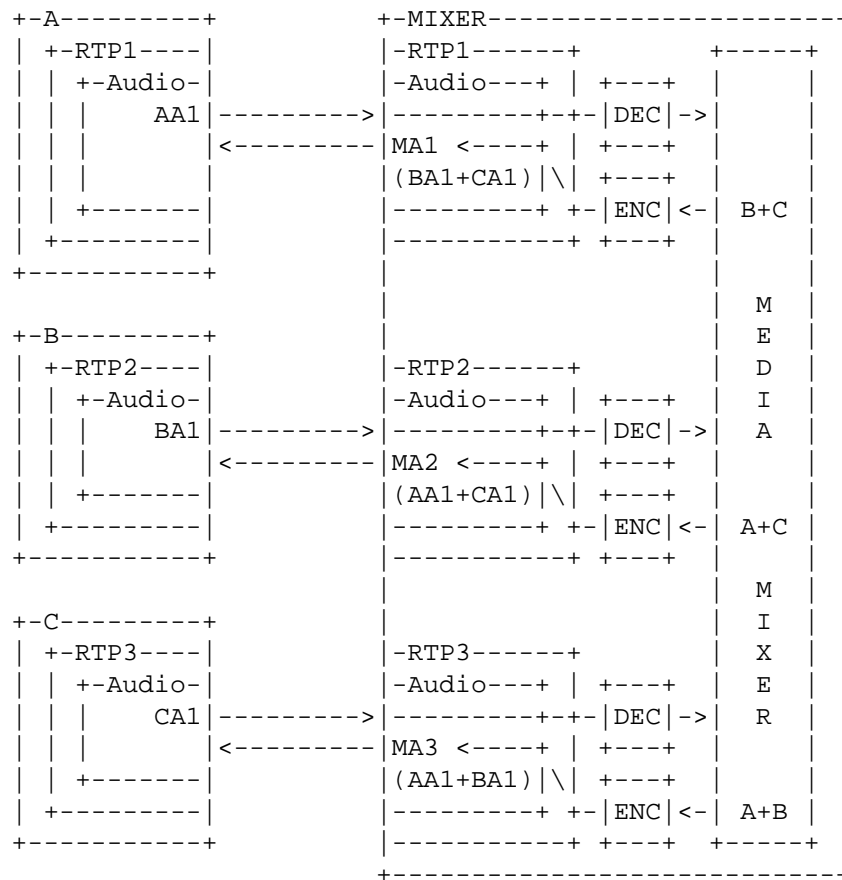 +-A---------+             +-MIXER----------------------
|  +-RTP1----|             |-RTP1------+        +-----+
|  |  +-Audio-|             |-Audio---+ |  +---+  |     |
|  |  |    AA1|--------->|---------+-+-|DEC|->|     |
|  |  |       |<---------|MA1 <----+ |  +---+  |     |
|  |  |       |             |(BA1+CA1)|\|  +---+  |     |
|  |  +-------|             |---------+ +-|ENC|<-| B+C |
|  +---------|             |-----------+ +---+  |     |
+-----------+             |                    |     |
                          |                    |  M  |
+-B---------+             |                    |  E  |
|  +-RTP2----|             |-RTP2------+        |  D  |
|  |  +-Audio-|             |-Audio---+ |  +---+  |  I  |
|  |  |    BA1|--------->|---------+-+-|DEC|->|  A  |
|  |  |       |<---------|MA2 <----+ |  +---+  |     |
|  |  +-------|             |(AA1+CA1)|\|  +---+  |     |
|  +---------|             |---------+ +-|ENC|<-| A+C |
+-----------+             |-----------+ +---+  |     |
                          |                    |  M  |
+-C---------+             |                    |  I  |
|  +-RTP3----|             |-RTP3------+        |  X  |
|  |  +-Audio-|             |-Audio---+ |  +---+  |  E  |
|  |  |    CA1|--------->|---------+-+-|DEC|->|  R  |
|  |  |       |<---------|MA3 <----+ |  +---+  |     |
|  |  +-------|             |(AA1+BA1)|\|  +---+  |     |
|  +---------|             |---------+ +-|ENC|<-| A+B |
+-----------+             |-----------+ +---+  +-----+
                          +----------------------------